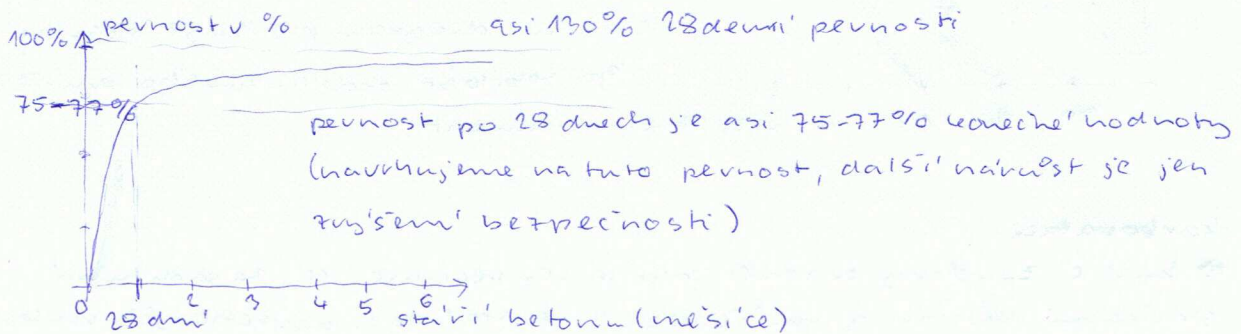 pevnost v %
asi 130% 28denní pevnosti
100%
75-77%
pevnost po 28 dnech je asi 75-77% konečné hodnoty
(navrhujeme na tuto pevnost, další nárůst je jen
zvýšení bezpečnosti)
0 2 3 4 5 6
28 dní
stáří betonu (měsíce)